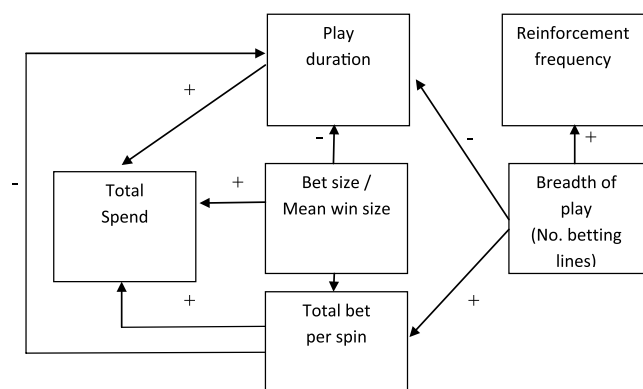 Play
duration
Reinforcement
frequency
+
-
-
+
-
Total
Spend
+
Bet size /
Mean win size
Breadth of
play
(No. betting
lines)
+
+
Total bet
per spin